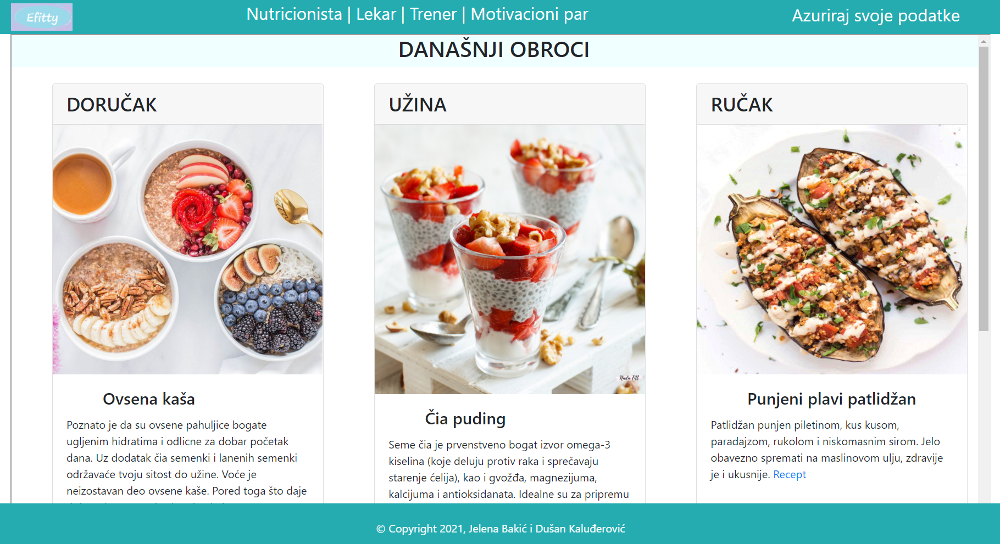 Efitty
Nutricionista | Lekar | Trener | Motivacioni par
Azuriraj svoje podatke
DANAŠNJI OBROCI
DORUČAK
Ovsena kaša
Poznato je da su ovsene pahuljice bogate
ugljenim hidratima i odlicne za dobar početak
dana. Uz dodatak čia semenki i lanenih semenki
održavaće tvoju sitost do užine. Voće je
neizostavan deo ovsene kaše. Pored toga što daje
UŽINA
Nada Fitt
Čia puding
Seme čia je prvenstveno bogat izvor omega-3
kiselina (koje deluju protiv raka i sprečavaju
starenje ćelija), kao i gvožđa, magnezijuma,
kalcijuma i antioksidanata. Idealne su za pripremu
RUČAK
Punjeni plavi patlidžan
Patlidžan punjen piletinom, kus kusom,
paradajzom, rukolom i niskomasnim sirom. Jelo
obavezno spremati na maslinovom ulju, zdravije
je i ukusnije. Recept
© Copyright 2021, Jelena Bakić i Dušan Kaluđerović